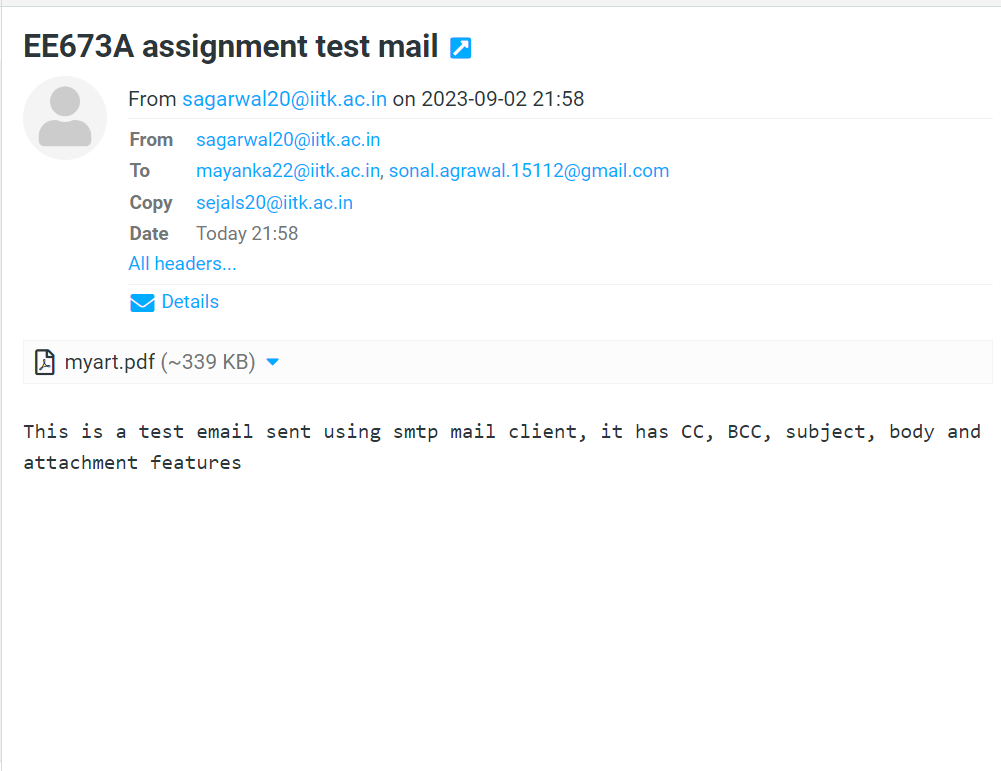 EE673A assignment test mail
From sagarwal20@iitk.ac.in on 2023-09-02 21:58
From sagarwal20@iitk.ac.in
To mayanka22@iitk.ac.in, sonal.agrawal.15112@gmail.com
Copy sejals20@iitk.ac.in
Date Today 21:58
All headers...
Details
myart.pdf (~339 KB)
This is a test email sent using smtp mail client, it has CC, BCC, subject, body and
attachment features